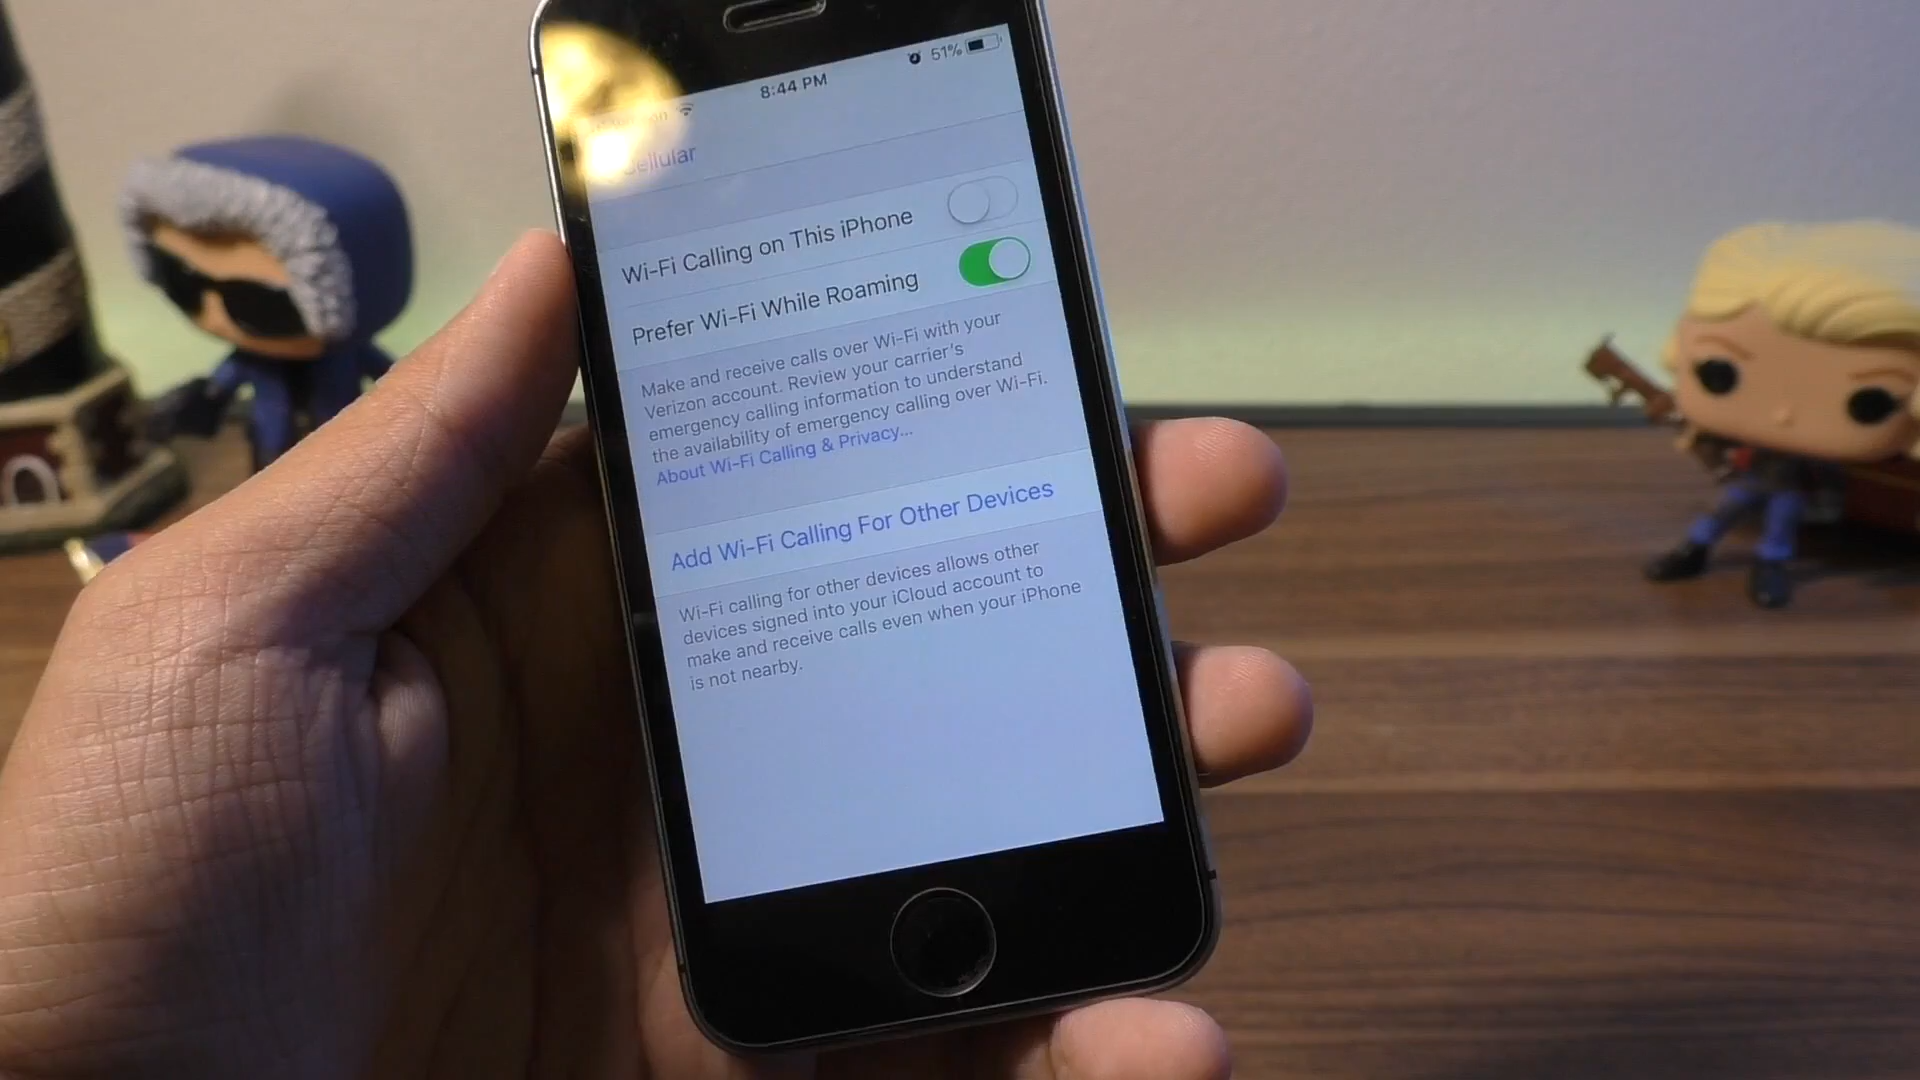 8:44 PM
51%
Cellular
Wi-Fi Calling on This iPhone
Prefer Wi-Fi While Roaming
Make and receive calls over Wi-Fi with your
Verizon account. Review your carrier's
emergency calling information to understand
the availability of emergency calling over Wi-Fi.
About Wi-Fi Calling & Privacy...
Add Wi-Fi Calling For Other Devices
Wi-Fi calling for other devices allows other
devices signed into your iCloud account to
make and receive calls even when your iPhone
is not nearby.